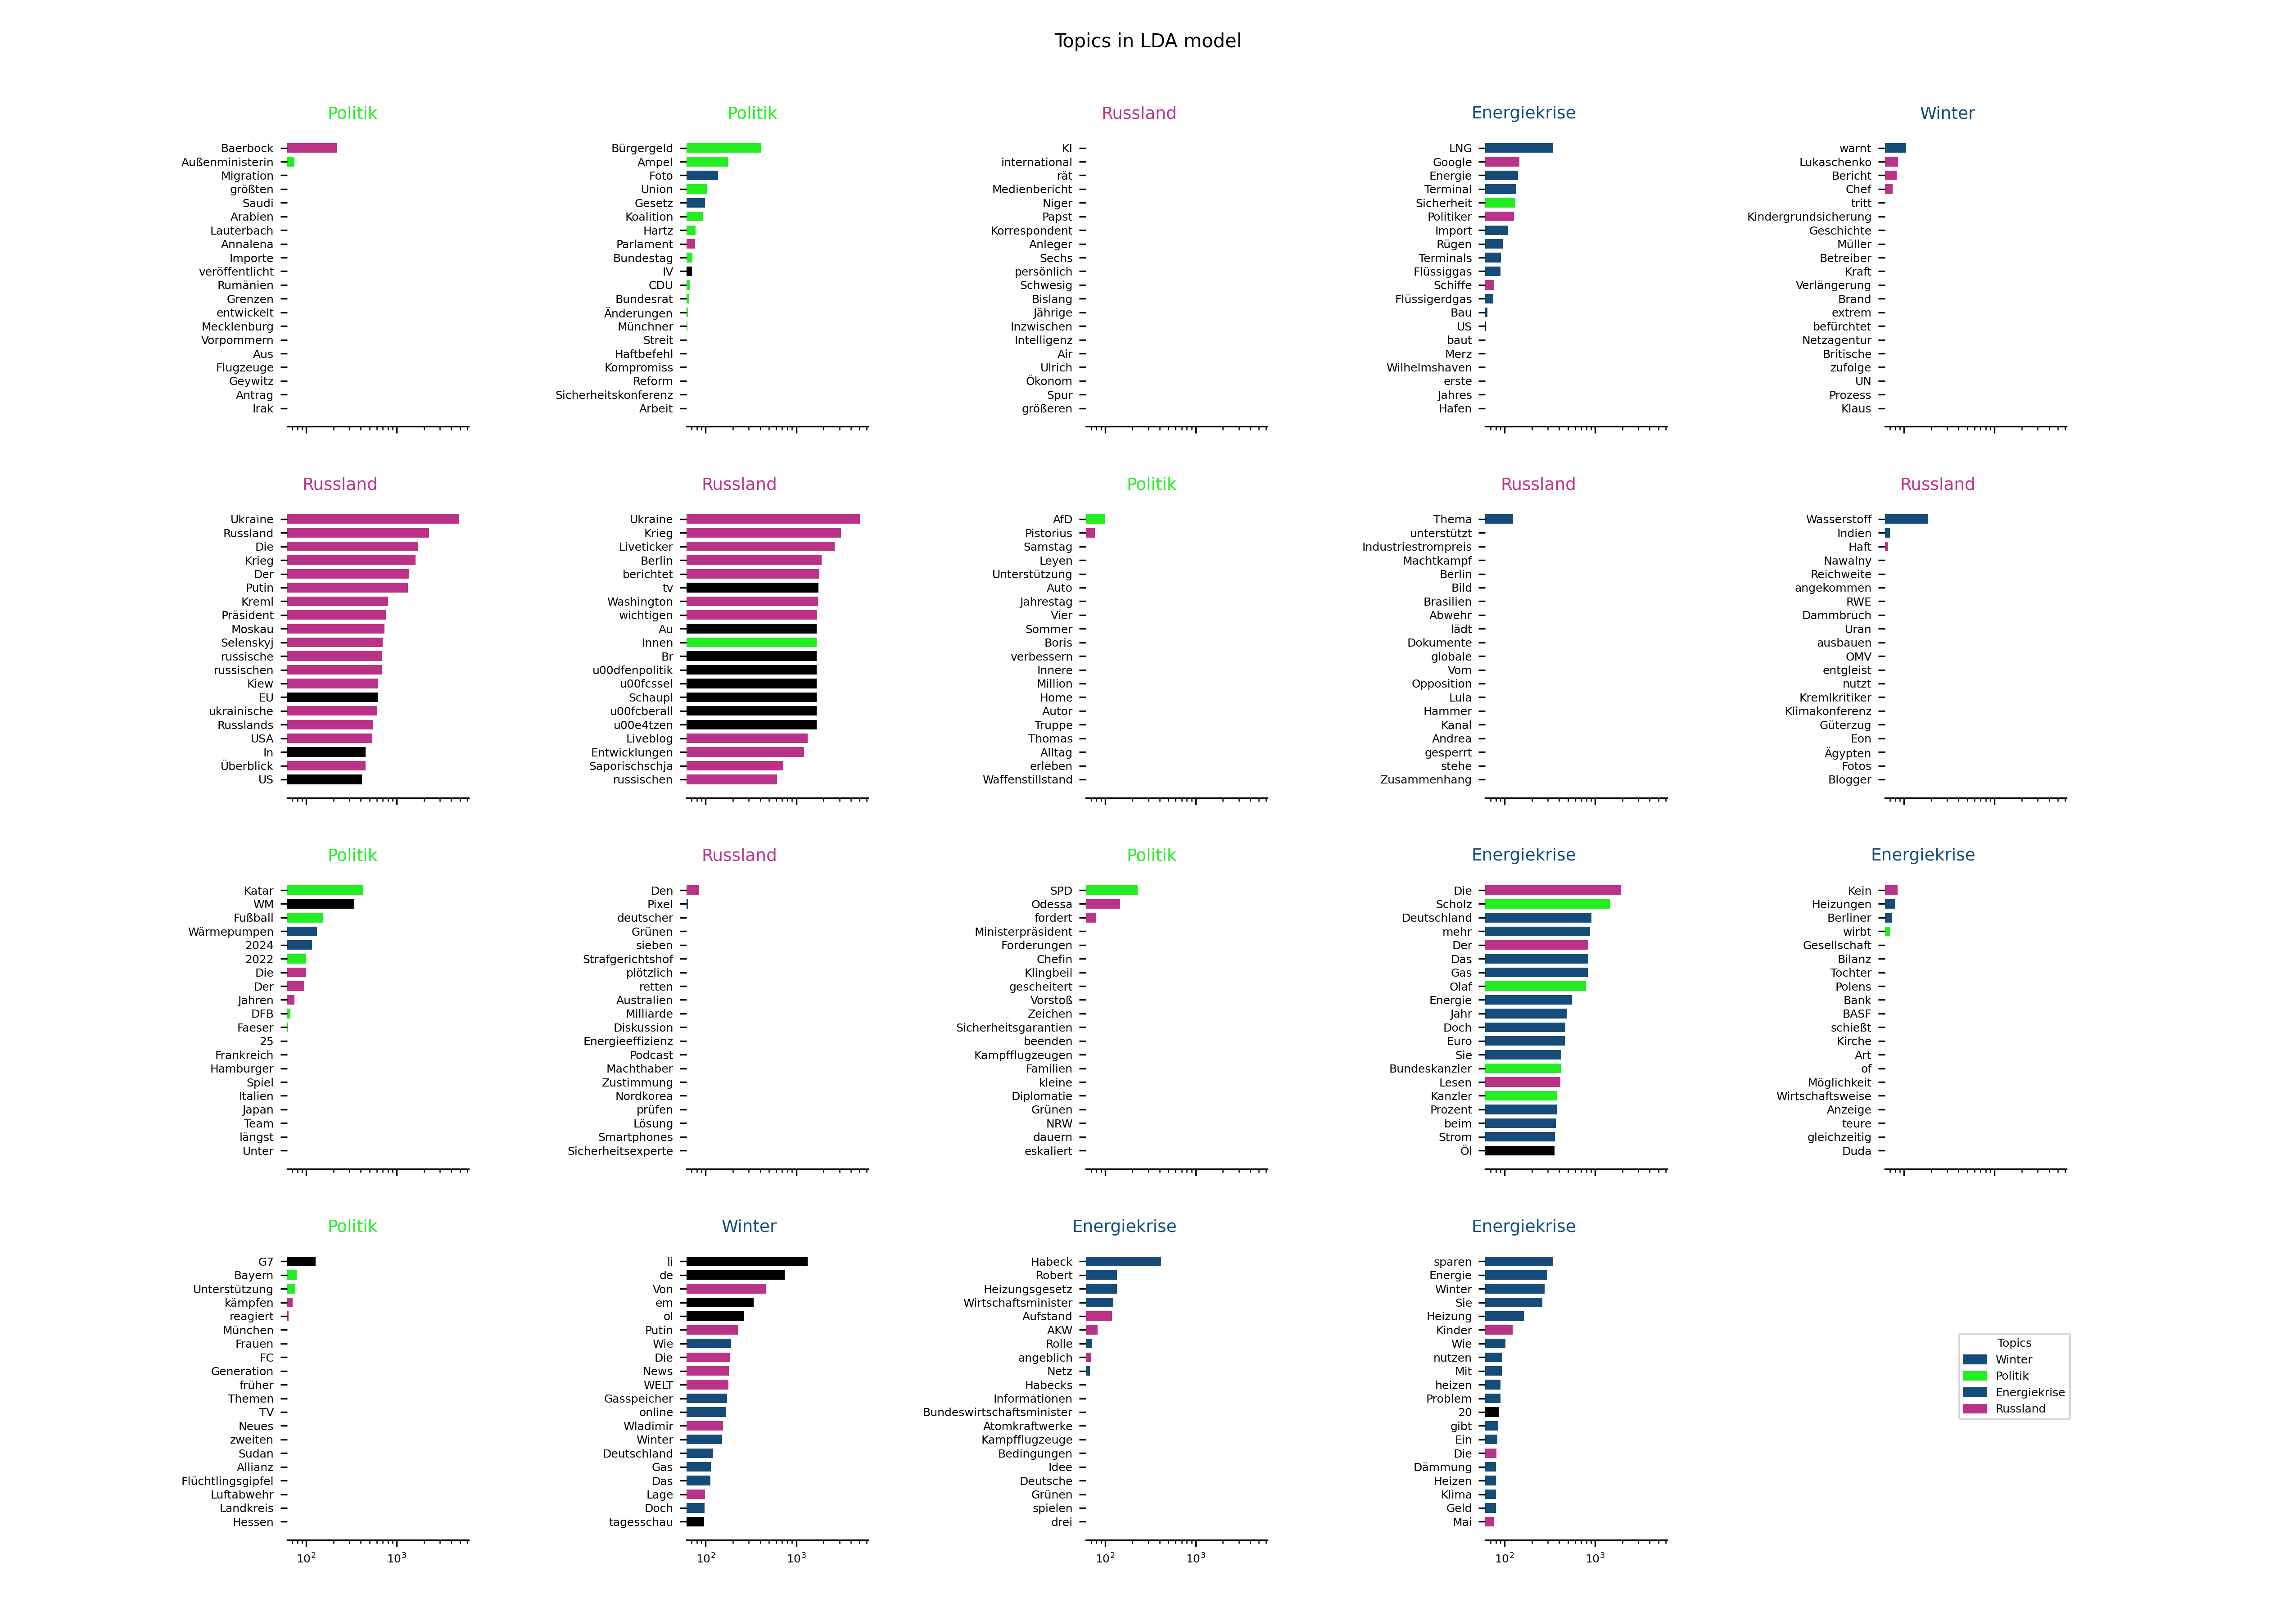 Topics in LDA model
Politik
Baerbock
Außenministerin
Migration
größten
Saudi
Arabien
Lauterbach
Annalena
Importe
veröffentlicht
Rumänien
Grenzen
entwickelt
Mecklenburg
Vorpommern
Aus
Flugzeuge
Geywitz
Antrag
Irak
Politik
Bürgergeld
Ampel
Foto
Union
Gesetz
Koalition
Hartz
Parlament
Bundestag
IV
CDU
Bundesrat
Änderungen
Münchner
Streit
Haftbefehl
Kompromiss
Reform
Sicherheitskonferenz
Arbeit
Russland
KI
international
rät
Medienbericht
Niger
Papst
Korrespondent
Anleger
Sechs
persönlich
Schwesig
Bislang
Jährige
Inzwischen
Intelligenz
Air
Ulrich
Ökonom
Spur
größeren
Energiekrise
LNG
Google
Energie
Terminal
Sicherheit
Politiker
Import
Rügen
Terminals
Flüssiggas
Schiffe
Flüssigerdgas
Bau
US
baut
Merz
Wilhelmshaven
erste
Jahres
Hafen
Winter
warnt
Lukaschenko
Bericht
Chef
tritt
Kindergrundsicherung
Geschichte
Müller
Betreiber
Kraft
Verlängerung
Brand
extrem
befürchtet
Netzagentur
Britische
zufolge
UN
Prozess
Klaus
Russland
Ukraine
Russland
Die
Krieg
Der
Putin
Kreml
Präsident
Moskau
Selenskyj
russische
russischen
Kiew
EU
ukrainische
Russlands
USA
In
Überblick
US
Russland
Ukraine
Krieg
Liveticker
Berlin
berichtet
tv
Washington
wichtigen
Au
Innen
Br
u00dfenpolitik
u00fcssel
Schaupl
u00fcberall
u00e4tzen
Liveblog
Entwicklungen
Saporischschja
russischen
Politik
AfD
Pistorius
Samstag
Leyen
Unterstützung
Auto
Jahrestag
Vier
Sommer
Boris
verbessern
Innere
Million
Home
Autor
Truppe
Thomas
Alltag
erleben
Waffenstillstand
Russland
Thema
unterstützt
Industriestrompreis
Machtkampf
Berlin
Bild
Brasilien
Abwehr
lädt
Dokumente
globale
Vom
Opposition
Lula
Hammer
Kanal
Andrea
gesperrt
stehe
Zusammenhang
Russland
Wasserstoff
Indien
Haft
Nawalny
Reichweite
angekommen
RWE
Dammbruch
Uran
ausbauen
OMV
entgleist
nutzt
Kremlkritiker
Klimakonferenz
Güterzug
Eon
Ägypten
Fotos
Blogger
Politik
Katar
WM
Fußball
Wärmepumpen
2024
2022
Die
Der
Jahren
DFB
Faeser
25
Frankreich
Hamburger
Spiel
Italien
Japan
Team
längst
Unter
Russland
Den
Pixel
deutscher
Grünen
sieben
Strafgerichtshof
plötzlich
retten
Australien
Milliarde
Diskussion
Energieeffizienz
Podcast
Machthaber
Zustimmung
Nordkorea
prüfen
Lösung
Smartphones
Sicherheitsexperte
Politik
SPD
Odessa
fordert
Ministerpräsident
Forderungen
Chefin
Klingbeil
gescheitert
Vorstoß
Zeichen
Sicherheitsgarantien
beenden
Kampfflugzeugen
Familien
kleine
Diplomatie
Grünen
NRW
dauern
eskaliert
Energiekrise
Die
Scholz
Deutschland
mehr
Der
Das
Gas
Olaf
Energie
Jahr
Doch
Euro
Sie
Bundeskanzler
Lesen
Kanzler
Prozent
beim
Strom
Öl
Energiekrise
Kein
Heizungen
Berliner
wirbt
Gesellschaft
Bilanz
Tochter
Polens
Bank
BASF
schießt
Kirche
Art
of
Möglichkeit
Wirtschaftsweise
Anzeige
teure
gleichzeitig
Duda
Politik
G7
Bayern
Unterstützung
kämpfen
reagiert
München
Frauen
FC
Generation
früher
Themen
TV
Neues
zweiten
Sudan
Allianz
Flüchtlingsgipfel
Luftabwehr
Landkreis
Hessen
10² 10³
Winter
li
de
Von
em
ol
Putin
Wie
Die
News
WELT
Gasspeicher
online
Wladimir
Winter
Deutschland
Gas
Das
Lage
Doch
tagesschau
10² 10³
Energiekrise
Habeck
Robert
Heizungsgesetz
Wirtschaftsminister
Aufstand
AKW
Rolle
angeblich
Netz
Habecks
Informationen
Bundeswirtschaftsminister
Atomkraftwerke
Kampfflugzeuge
Bedingungen
Idee
Deutsche
Grünen
spielen
drei
10² 10³
Energiekrise
sparen
Energie
Winter
Sie
Heizung
Kinder
Wie
nutzen
Mit
heizen
Problem
20
gibt
Ein
Die
Dämmung
Heizen
Klima
Geld
Mai
10² 10³
Topics
Winter
Politik
Energiekrise
Russland